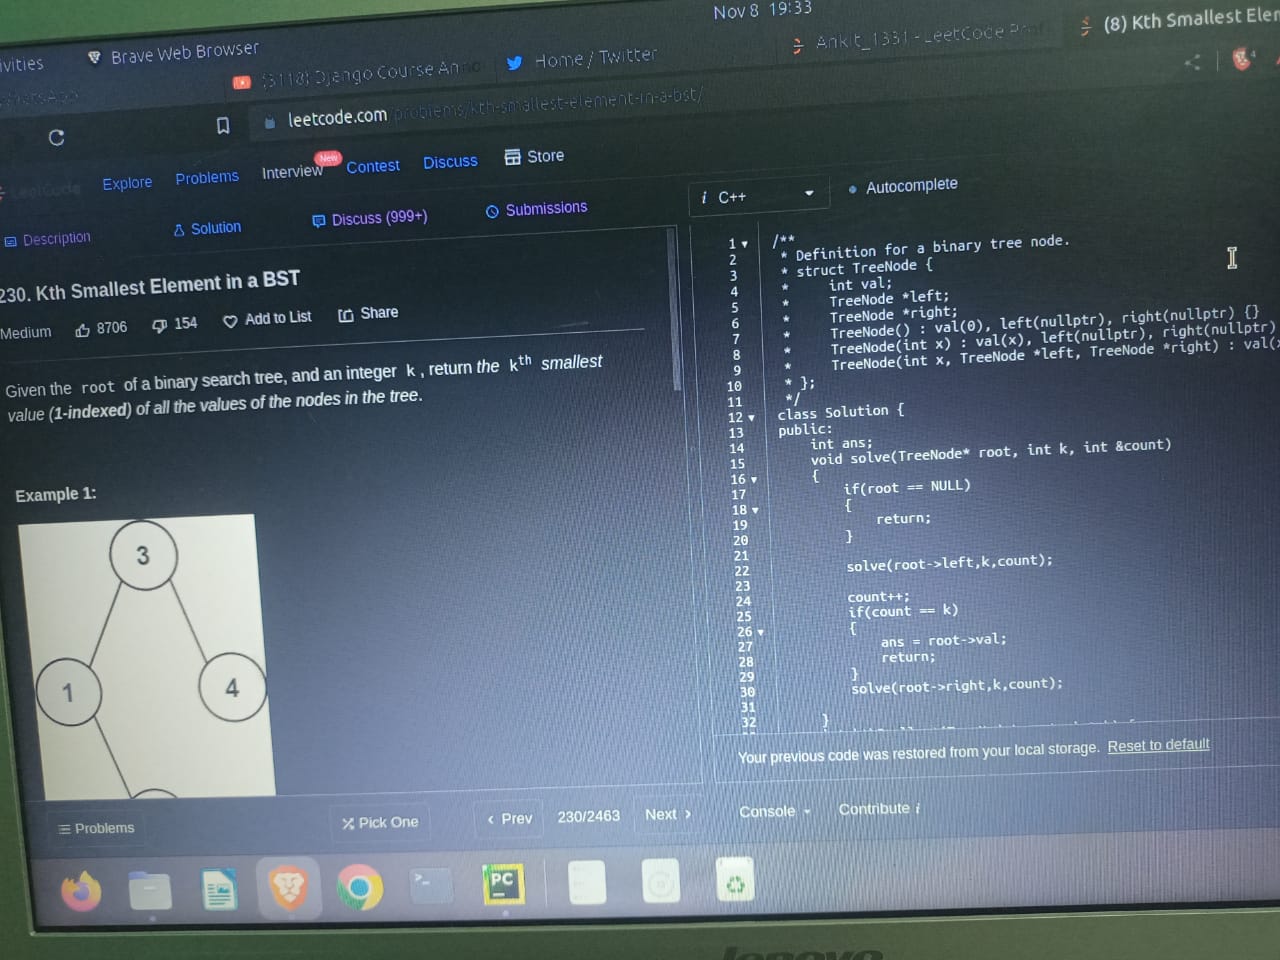 Nov 8 19:33
ivities
Brave Web Browser
(3118) Django Course An
Home / Twitter
Ankit_1331 - LeetCode Prof
(8) Kth Smallest Elem
leetcode.com/problems/kth-smallest-element-in-a-bst/
4
LeetCode
Explore
Problems
Interview
New
Contest
Discuss
Store
Description
Solution
Discuss (999+)
Submissions
i C++
Autocomplete
230. Kth Smallest Element in a BST
Medium
8706
154
Add to List
Share
Given the root of a binary search tree, and an integer k , return the kth smallest
value (1-indexed) of all the values of the nodes in the tree.
Example 1:
3
1
4
1 /**
2 * Definition for a binary tree node.
3 * struct TreeNode {
4 * int val;
5 * TreeNode *left;
6 * TreeNode *right;
7 * TreeNode() : val(0), left(nullptr), right(nullptr) {}
8 * TreeNode(int x) : val(x), left(nullptr), right(nullptr)
9 * TreeNode(int x, TreeNode *left, TreeNode *right) : val(x
10 * };
11 */
12 class Solution {
13 public:
14 int ans;
15 void solve(TreeNode* root, int k, int &count)
16 {
17 if(root == NULL)
18 {
19 return;
20 }
21
22 solve(root->left,k,count);
23
24 count++;
25 if(count == k)
26 {
27 ans = root->val;
28 return;
29 }
30 solve(root->right,k,count);
31
32 }
Your previous code was restored from your local storage. Reset to default
Problems
Pick One
Prev
230/2463
Next
Console
Contribute i
PC
lenovo